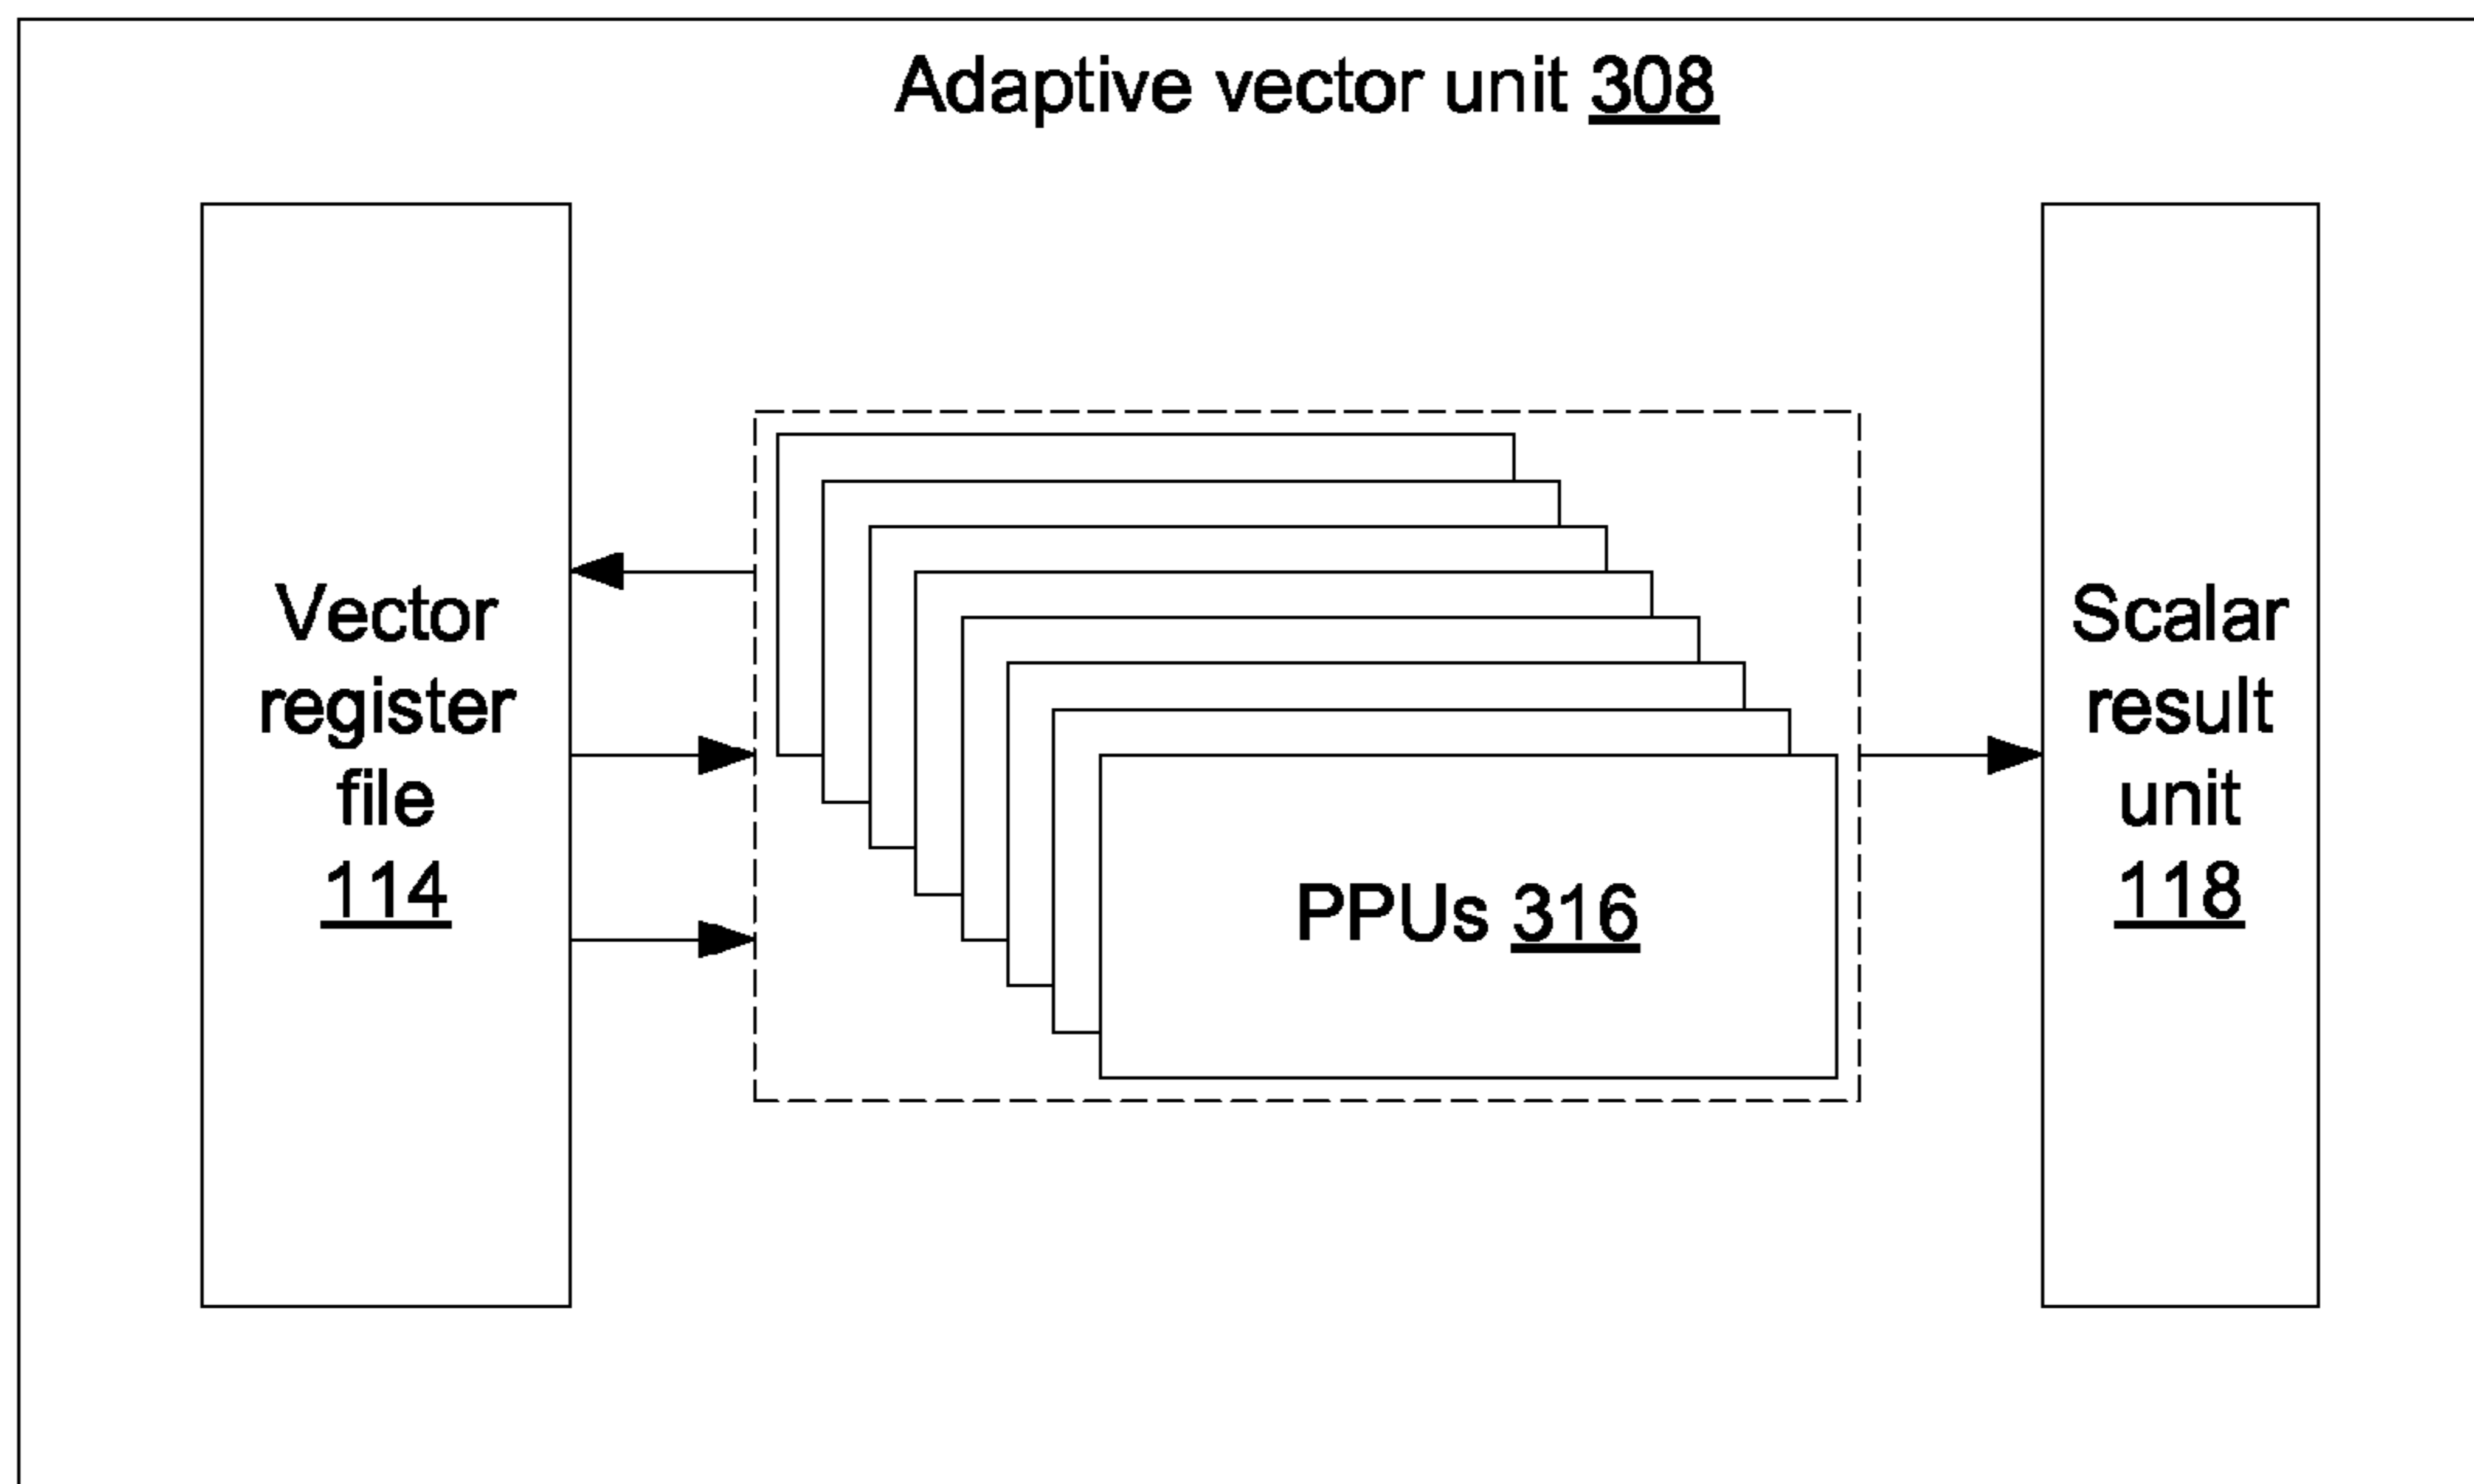 Adaptive vector unit 308
Vector
register
file
114
PPUs 316
Scalar
result
unit
118